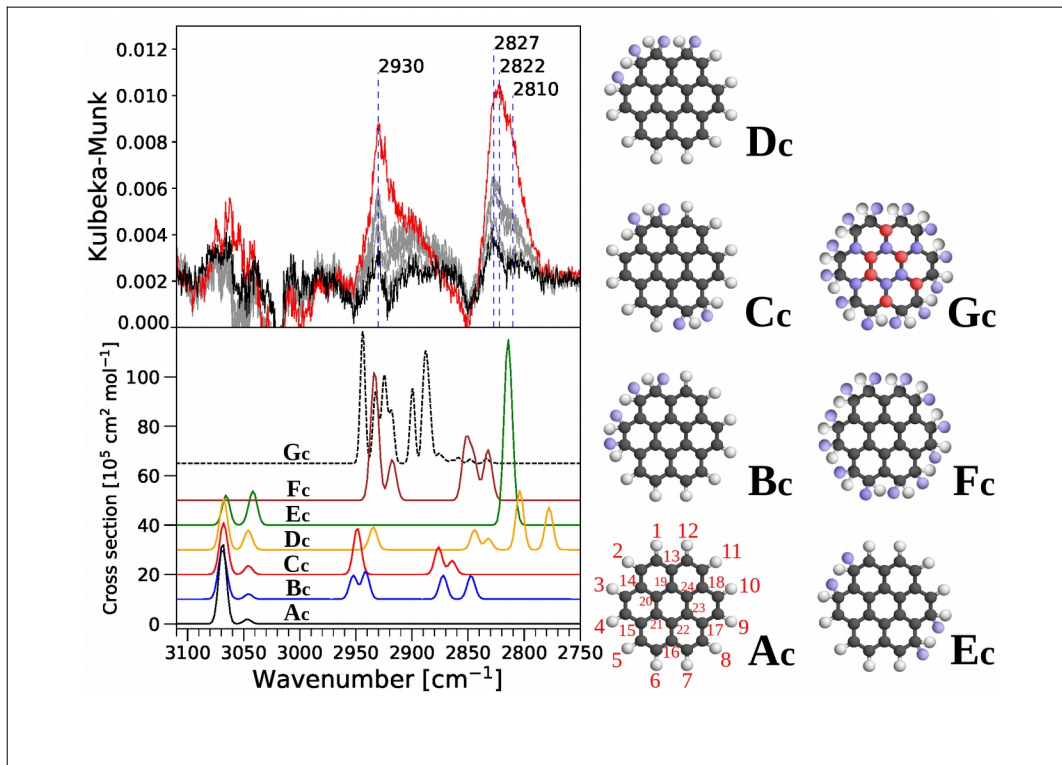 0.012
0.010
0.008
0.006
0.004
0.002
0.000
Kulbeka-Munk
2930
2827
2822
2810
100
80
60
40
20
0
Cross section [10⁵ cm² mol⁻¹]
Gc
Fc
Ec
Dc
Cc
Bc
Ac
3100 3050 3000 2950 2900 2850 2800 2750
Wavenumber [cm⁻¹]
Dc
Cc
Gc
Bc
Fc
1 12
2 13 11
3 14 19 24 18 10
20 23
4 15 21 22 17 9
5 16 8
6 7
Ac
Ec